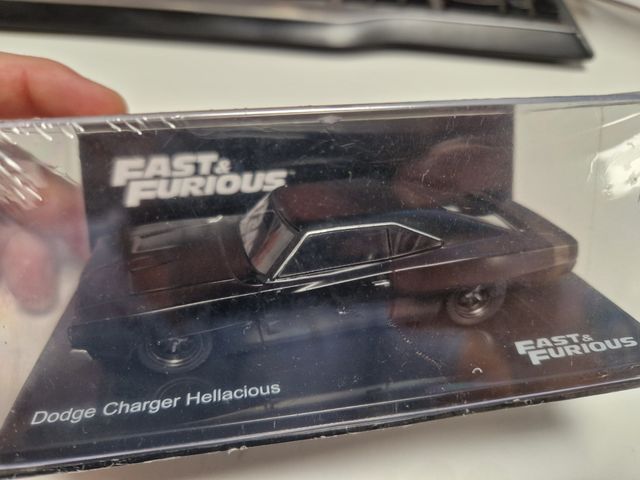 FAST&
FURIOUS
Dodge Charger Hellacious
FAST&
FURIOUS